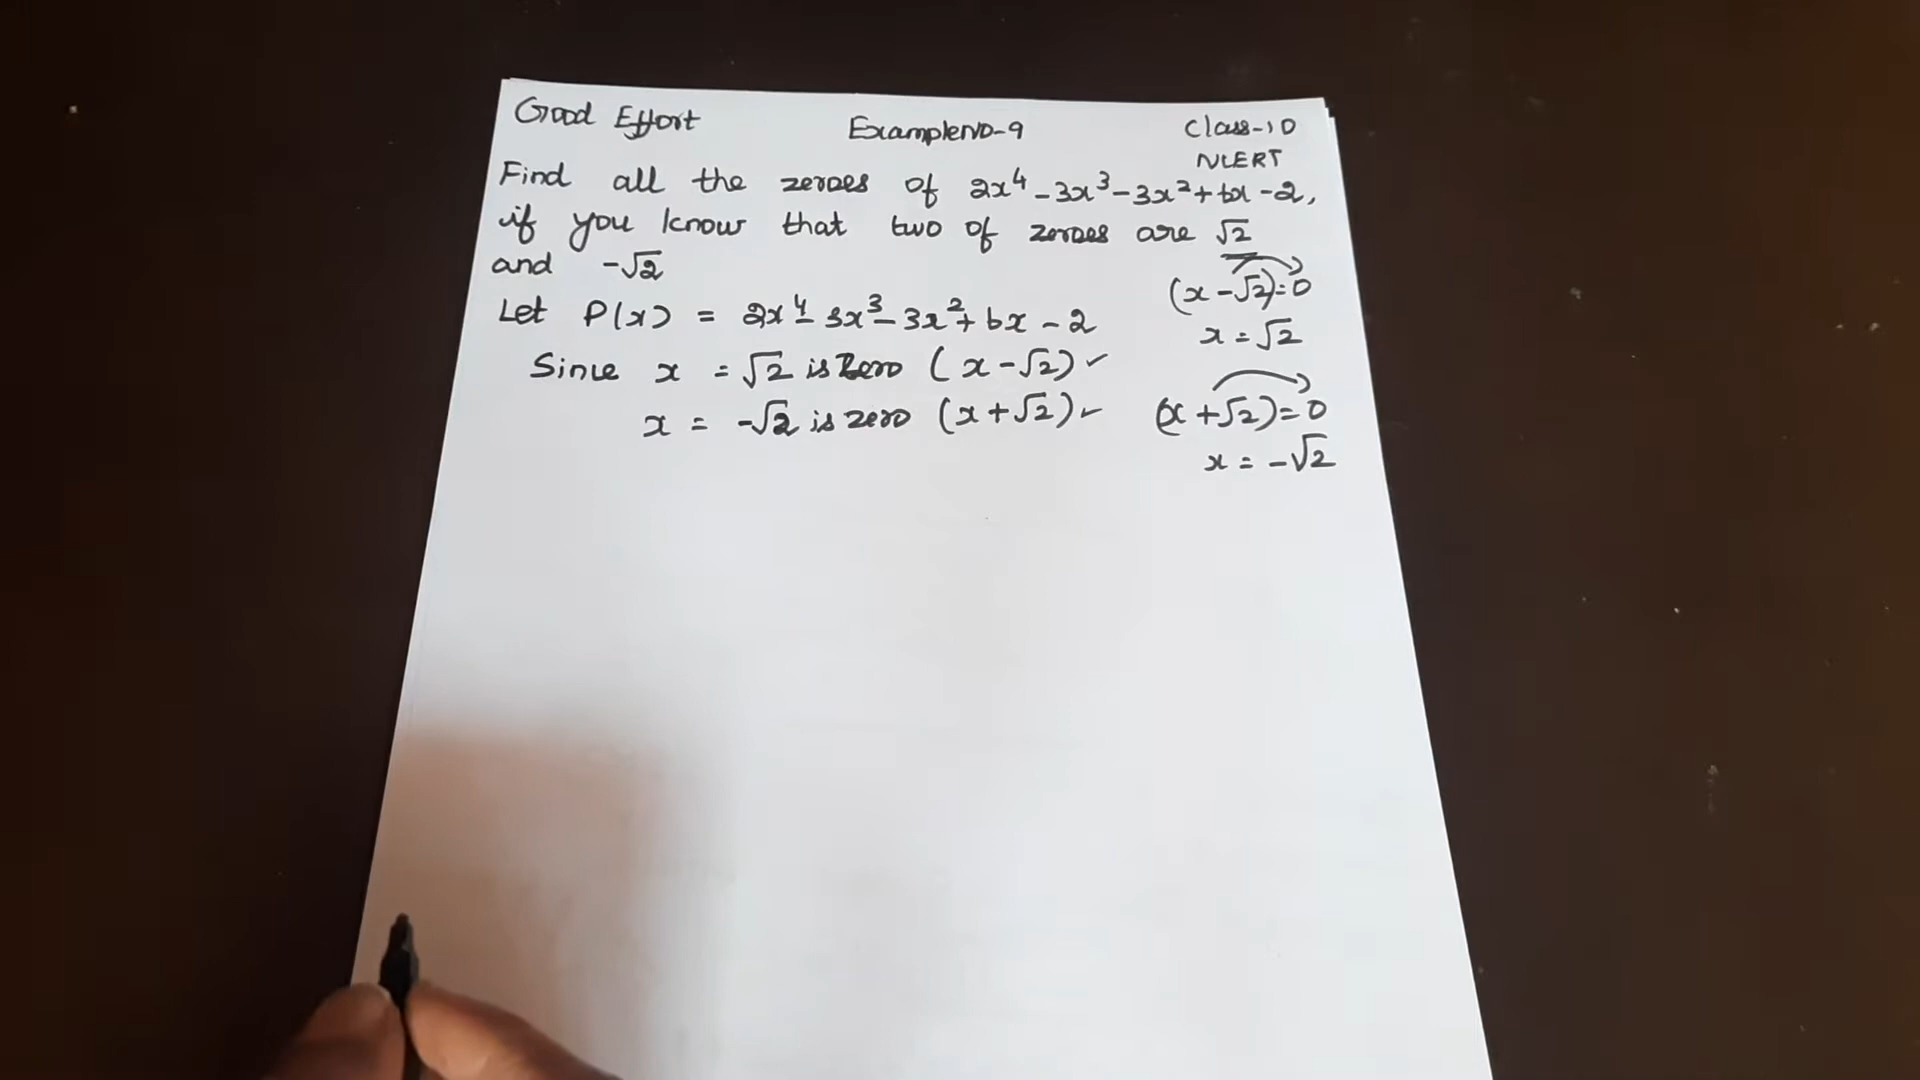 Good Effort
Example NO-9
Class-10
NCERT
Find all the zeroes of 2x⁴-3x³-3x²+6x-2,
if you know that two of zeroes are √2
and -√2
Let P(x) = 2x⁴-3x³-3x²+6x-2
Since x = √2 is zero (x-√2) ✓
x = -√2 is zero (x+√2) ✓
(x-√2)=0
x = √2
(x+√2)=0
x = -√2